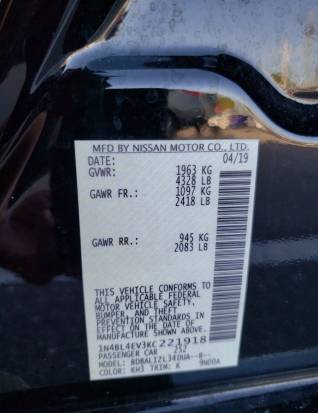 MFD BY NISSAN MOTOR CO., LTD.
DATE: 04/19
GVWR: 1963 KG
4328 LB
GAWR FR: 1097 KG
2418 LB
GAWR RR: 945 KG
2083 LB
THIS VEHICLE CONFORMS TO
ALL APPLICABLE FEDERAL
MOTOR VEHICLE SAFETY,
BUMPER, AND THEFT
PREVENTION STANDARDS IN
EFFECT ON THE DATE OF
MANUFACTURE SHOWN ABOVE.
1N4BL4EV3KC221918
PASSENGER CAR 232
MODEL:
COLOR: KH3 TRIM: K